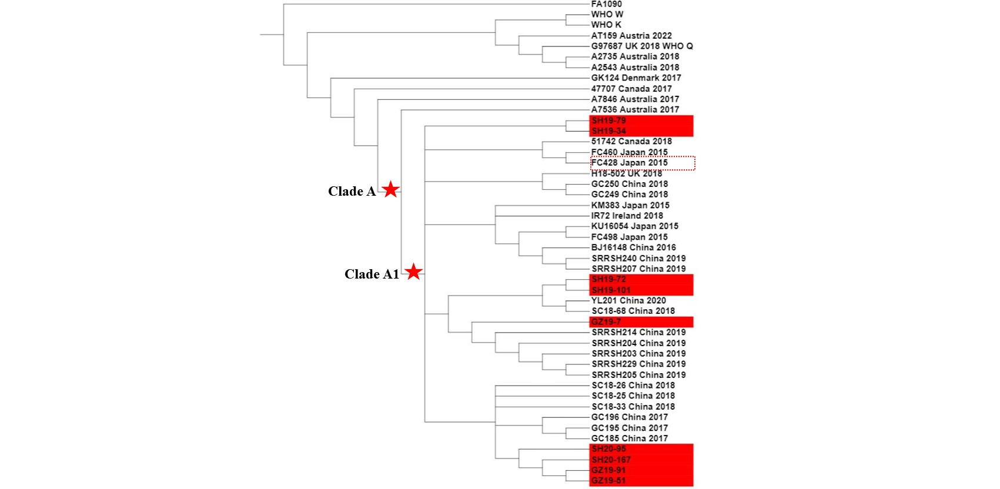 FA1090
WHO W
WHO K
AT159 Austria 2022
G97687 UK 2018 WHO Q
A2735 Australia 2018
A2543 Australia 2018
GK124 Denmark 2017
47707 Canada 2017
A7846 Australia 2017
A7536 Australia 2017
SH19-79
SH19-34
51742 Canada 2018
FC460 Japan 2015
FC428 Japan 2015
H18-502 UK 2018
GC250 China 2018
Clade A
GC249 China 2018
KM383 Japan 2015
IR72 Ireland 2018
KU16054 Japan 2015
FC498 Japan 2015
BJ16148 China 2016
SRRSH240 China 2019
SRRSH207 China 2019
Clade A1
SH19-72
SH19-101
YL201 China 2020
SC18-68 China 2018
GZ19-7
SRRSH214 China 2019
SRRSH204 China 2019
SRRSH203 China 2019
SRRSH229 China 2019
SRRSH205 China 2019
SC18-26 China 2018
SC18-25 China 2018
SC18-33 China 2018
GC196 China 2017
GC195 China 2017
GC185 China 2017
SH20-95
SH20-167
GZ19-91
GZ19-51